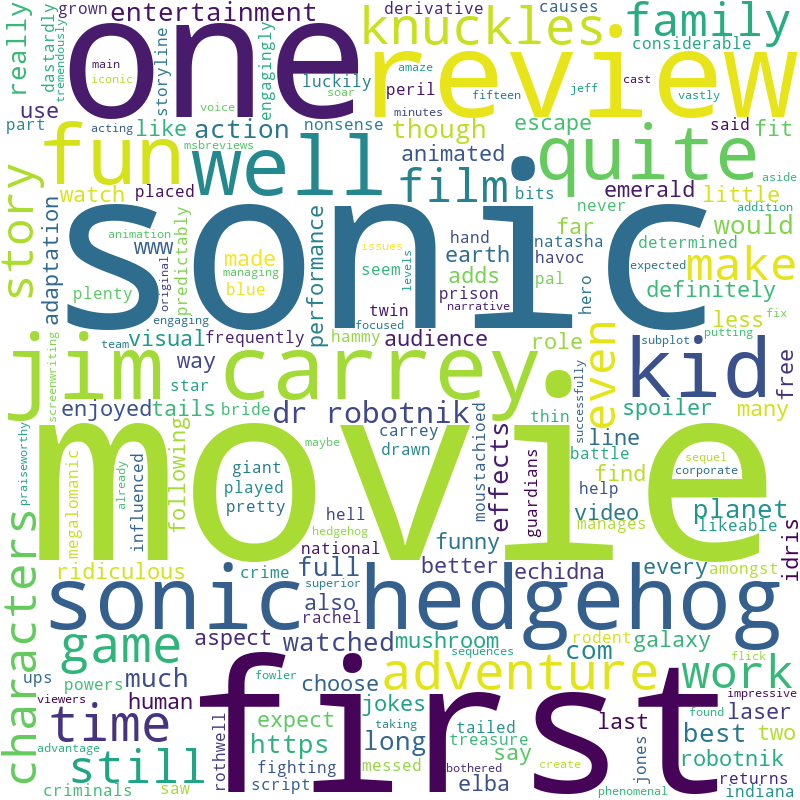 grown
entertainment
derivative
causes
really
dastardly
tremendously
one
review
knuckles
family
considerable
main
iconic
storyline
engagingly
luckily
soar
voice
peril
fifteen
minutes
jeff
cast
vastly
use
part
acting
like
action
msbreviews
nonsense
though
escape
said
fit
fun
well
film
animated
bits
quite
emerald
little
aside
story
watch
placed
never
addition
would
adaptation
www
animation
predictably
made
blue
issues
performance
hand
seem
levels
far
earth
adds
natasha
havoc
pal
hero
determined
expected
make
definitely
sonic
plenty
original
managing
engaging
twin
focused
prison
narrative
team
visual
frequently
hammy
audience
role
subplot
less
putting
fix
jim carrey
screenwriting
way
star
even
successfully
kid
many
free
enjoyed
tails
bride
dr robotnik
carrey
drawn
thin
spoiler
line
battle
praiseworthy
megalomanic
already
influenced
following
giant
played
pretty
maybe
moustachioed
effects
guardians
find
sequel
corporate
movie
help
video
manages
planet
likeable
idris
characters
hell
hedgehog
national
funny
ridiculous
crime
full
superior
better
echidna
every
amongst
sonic hedgehog
also
rachel
game
aspect
watched
mushroom
sequences
rodent
com
galaxy
flick
ups
powers
much
human
fowler
choose
adventure
work
impressive
viewers
time
first
rothwell
expect
jokes
taking
tailed
last
found
laser
advantage
https
long
treasure
say
best
two
still
fighting
messed
bothered
jones
robotnik
returns
criminals
saw
script
elba
create
phenomenal
indiana